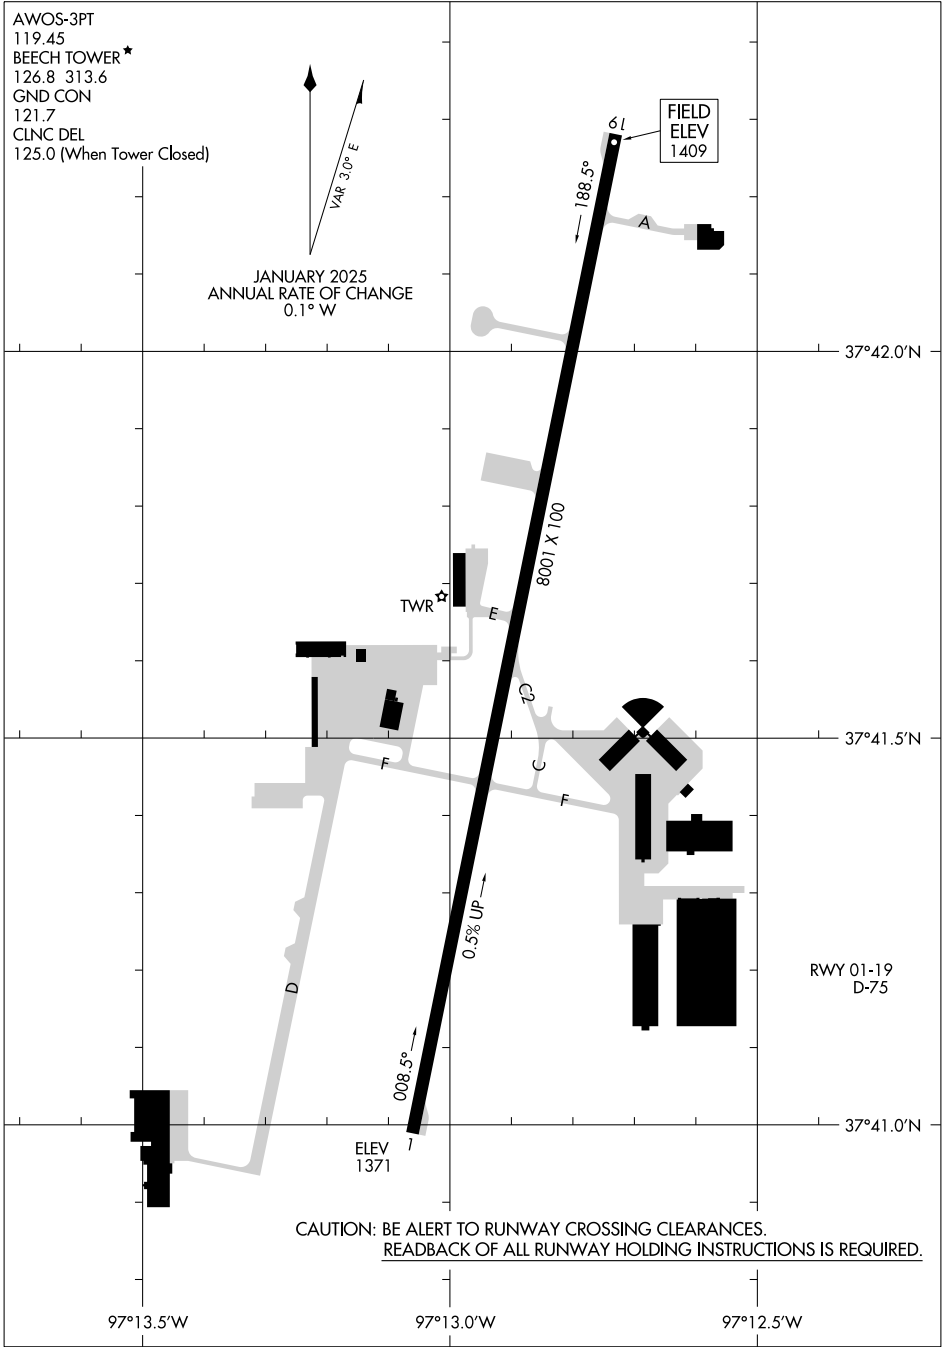 AWOS-3PT
119.45
BEECH TOWER★
126.8 313.6
GND CON
121.7
CLNC DEL
125.0 (When Tower Closed)
VAR 3.0° E
JANUARY 2025
ANNUAL RATE OF CHANGE
0.1° W
FIELD
ELEV
1409
19
188.5°
A
37°42.0'N
8001 X 100
TWR
E
C2
37°41.5'N
F
C
F
0.5% UP
D
RWY 01-19
D-75
008.5°
37°41.0'N
1
ELEV
1371
CAUTION: BE ALERT TO RUNWAY CROSSING CLEARANCES.
READBACK OF ALL RUNWAY HOLDING INSTRUCTIONS IS REQUIRED.
97°13.5'W
97°13.0'W
97°12.5'W